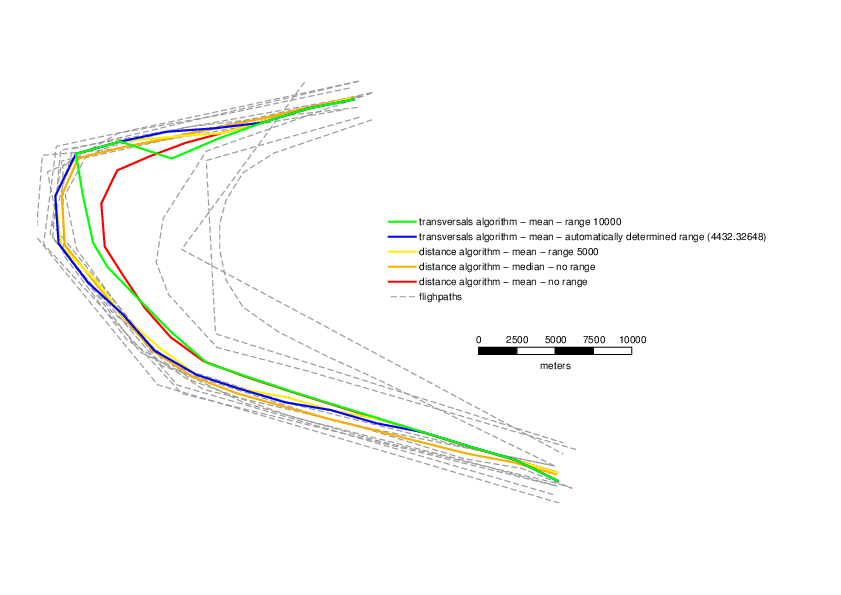 transversals algorithm − mean − range 10000
transversals algorithm − mean − automatically determined range (4432.32648)
distance algorithm − mean − range 5000
distance algorithm − median − no range
distance algorithm − mean − no range
flighpaths
0 2500 5000 7500 10000
meters